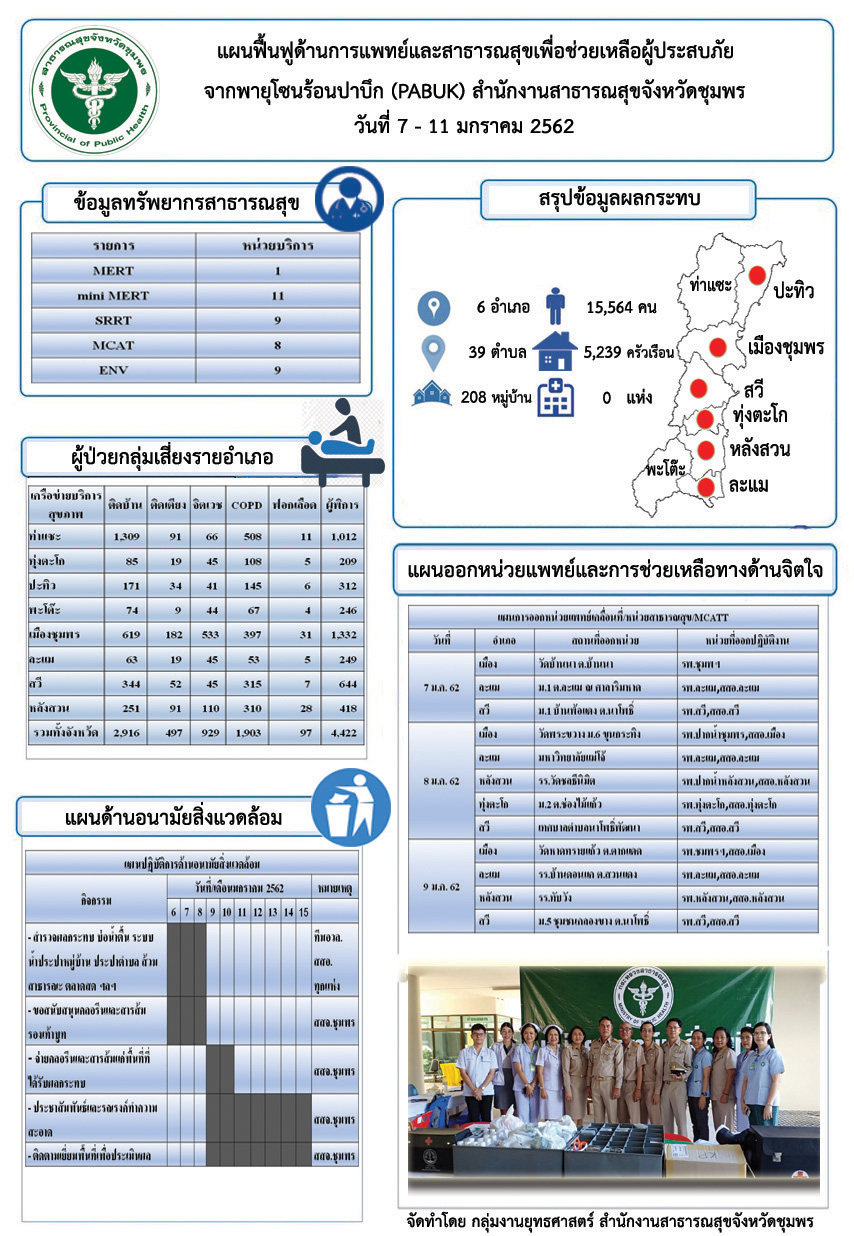 สาธารณสุขจังหวัดชุมพร
Provincial of Public Health
แผนฟื้นฟูด้านการแพทย์และสาธารณสุขเพื่อช่วยเหลือผู้ประสบภัย
จากพายุโซนร้อนปาบึก (PABUK) สำนักงานสาธารณสุขจังหวัดชุมพร
วันที่ 7 - 11 มกราคม 2562
ข้อมูลทรัพยากรสาธารณสุข
รายการ หน่วยบริการ
MERT 1
mini MERT 11
SRRT 9
MCAT 8
ENV 9
สรุปข้อมูลผลกระทบ
6 อำเภอ 15,564 คน
39 ตำบล 5,239 ครัวเรือน
208 หมู่บ้าน 0 แห่ง
ท่าแซะ
ปะทิว
เมืองชุมพร
สวี
ทุ่งตะโก
หลังสวน
พะโต๊ะ
ละแม
ผู้ป่วยกลุ่มเสี่ยงรายอำเภอ
เครือข่ายบริการ
สุขภาพ ติดบ้าน ติดเตียง จิตเวช COPD ฟอกเลือด ผู้พิการ
ท่าแซะ 1,309 91 66 508 11 1,012
ทุ่งตะโก 85 19 45 108 5 209
ปะทิว 171 34 41 145 6 312
พะโต๊ะ 74 9 44 67 4 246
เมืองชุมพร 619 182 533 397 31 1,332
ละแม 63 19 45 53 5 249
สวี 344 52 45 315 7 644
หลังสวน 251 91 110 310 28 418
รวมทั้งจังหวัด 2,916 497 929 1,903 97 4,422
แผนออกหน่วยแพทย์และการช่วยเหลือทางด้านจิตใจ
แผนการออกหน่วยแพทย์เคลื่อนที่/หน่วยสาธารณสุข/MCATT
วันที่ อำเภอ สถานที่ออกหน่วย หน่วยที่ออกปฏิบัติงาน
7 ม.ค. 62
เมือง วัดบ้านนา ต.บ้านนา รพ.ชุมพรฯ
ละแม ม.1 ต.ละแม ณ ศาลาริมหาด รพ.ละแม,สสอ.ละแม
สวี ม.1 บ้านท้องแตง ต.นาโพธิ์ รพ.สวี,สสอ.สวี
8 ม.ค. 62
เมือง วัดพระขวาง ม.6 ขุนกระทิง รพ.ปากน้ำชุมพร,สสอ.เมือง
ละแม มหาวิทยาลัยแม่โจ้ รพ.ละแม,สสอ.ละแม
หลังสวน รร.วัดชลธีนิมิต รพ.ปากน้ำหลังสวน,สสอ.หลังสวน
ทุ่งตะโก ม.2 ต.ช่องไม้แก้ว รพ.ทุ่งตะโก,สสอ.ทุ่งตะโก
สวี เทศบาลตำบลนาโพธิ์พัฒนา รพ.สวี,สสอ.สวี
9 ม.ค. 62
เมือง วัดหาดทรายแก้ว ต.ตากแดด รพ.ชุมพรฯ,สสอ.เมือง
ละแม รร.บ้านดอนแค ต.สวนแตง รพ.ละแม,สสอ.ละแม
หลังสวน รร.ทับวัง รพ.หลังสวน,สสอ.หลังสวน
สวี ม.5 ชุมชนคลองขาง ต.นาโพธิ์ รพ.สวี,สสอ.สวี
แผนด้านอนามัยสิ่งแวดล้อม
แผนปฏิบัติการด้านอนามัยสิ่งแวดล้อม
กิจกรรม วันที่/เดือนมกราคม 2562 หมายเหตุ
6 7 8 9 10 11 12 13 14 15
- สำรวจผลกระทบ บ่อน้ำตื้น ระบบ ทีมอวล.
น้ำประปาหมู่บ้าน ประปาตำบล ส้วม สสอ.
สาธารณะ ตลาดสด ฯลฯ ทุกแห่ง
- ขอสนับสนุนคลอรีนและสารส้ม
รองเท้าบูท สสจ.ชุมพร
- จ่ายคลอรีนและสารส้มแก่พื้นที่ที่
ได้รับผลกระทบ สสจ.ชุมพร
- ประชาสัมพันธ์และรณรงค์ทำความ
สะอาด สสจ.ชุมพร
- ติดตามเยี่ยมพื้นที่เพื่อประเมินผล สสจ.ชุมพร
กระทรวงสาธารณสุข
MINISTRY OF PUBLIC HEALTH
จัดทำโดย กลุ่มงานยุทธศาสตร์ สำนักงานสาธารณสุขจังหวัดชุมพร